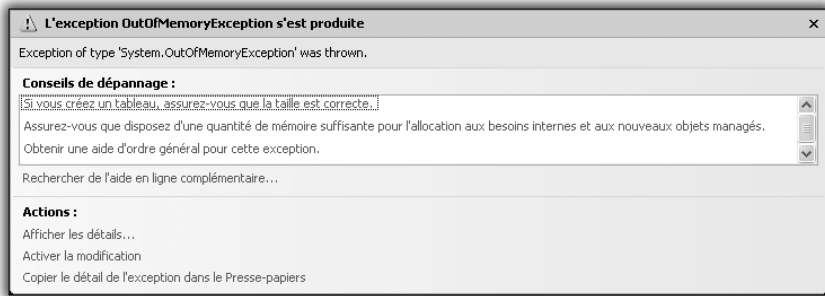 L'exception OutOfMemoryException s'est produite
Exception of type 'System.OutOfMemoryException' was thrown.
Conseils de dépannage :
Si vous créez un tableau, assurez-vous que la taille est correcte.
Assurez-vous que disposez d'une quantité de mémoire suffisante pour l'allocation aux besoins internes et aux nouveaux objets managés.
Obtenir une aide d'ordre général pour cette exception.
Rechercher de l'aide en ligne complémentaire...
Actions :
Afficher les détails...
Activer la modification
Copier le détail de l'exception dans le Presse-papiers